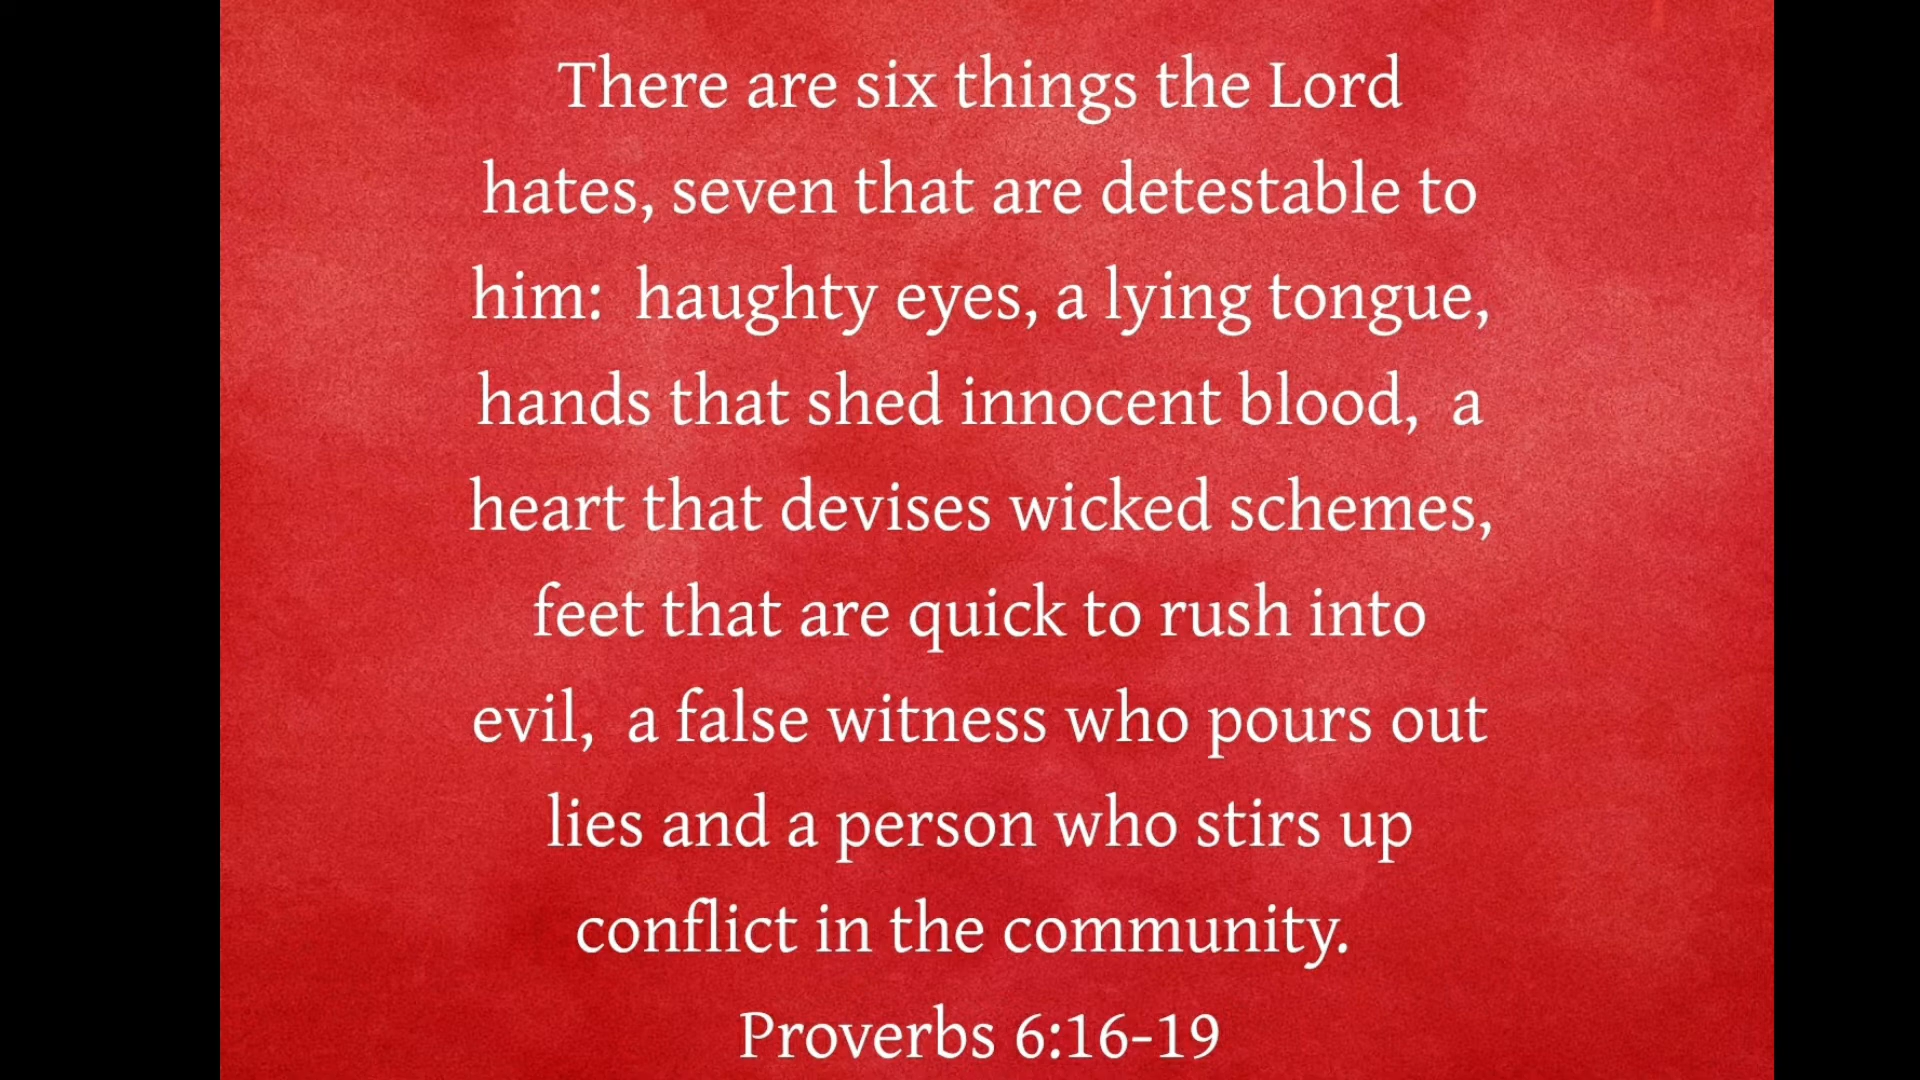 There are six things the Lord
hates, seven that are detestable to
him:  haughty eyes, a lying tongue,
hands that shed innocent blood,  a
heart that devises wicked schemes,
feet that are quick to rush into
evil,  a false witness who pours out
lies and a person who stirs up
conflict in the community.
Proverbs 6:16-19